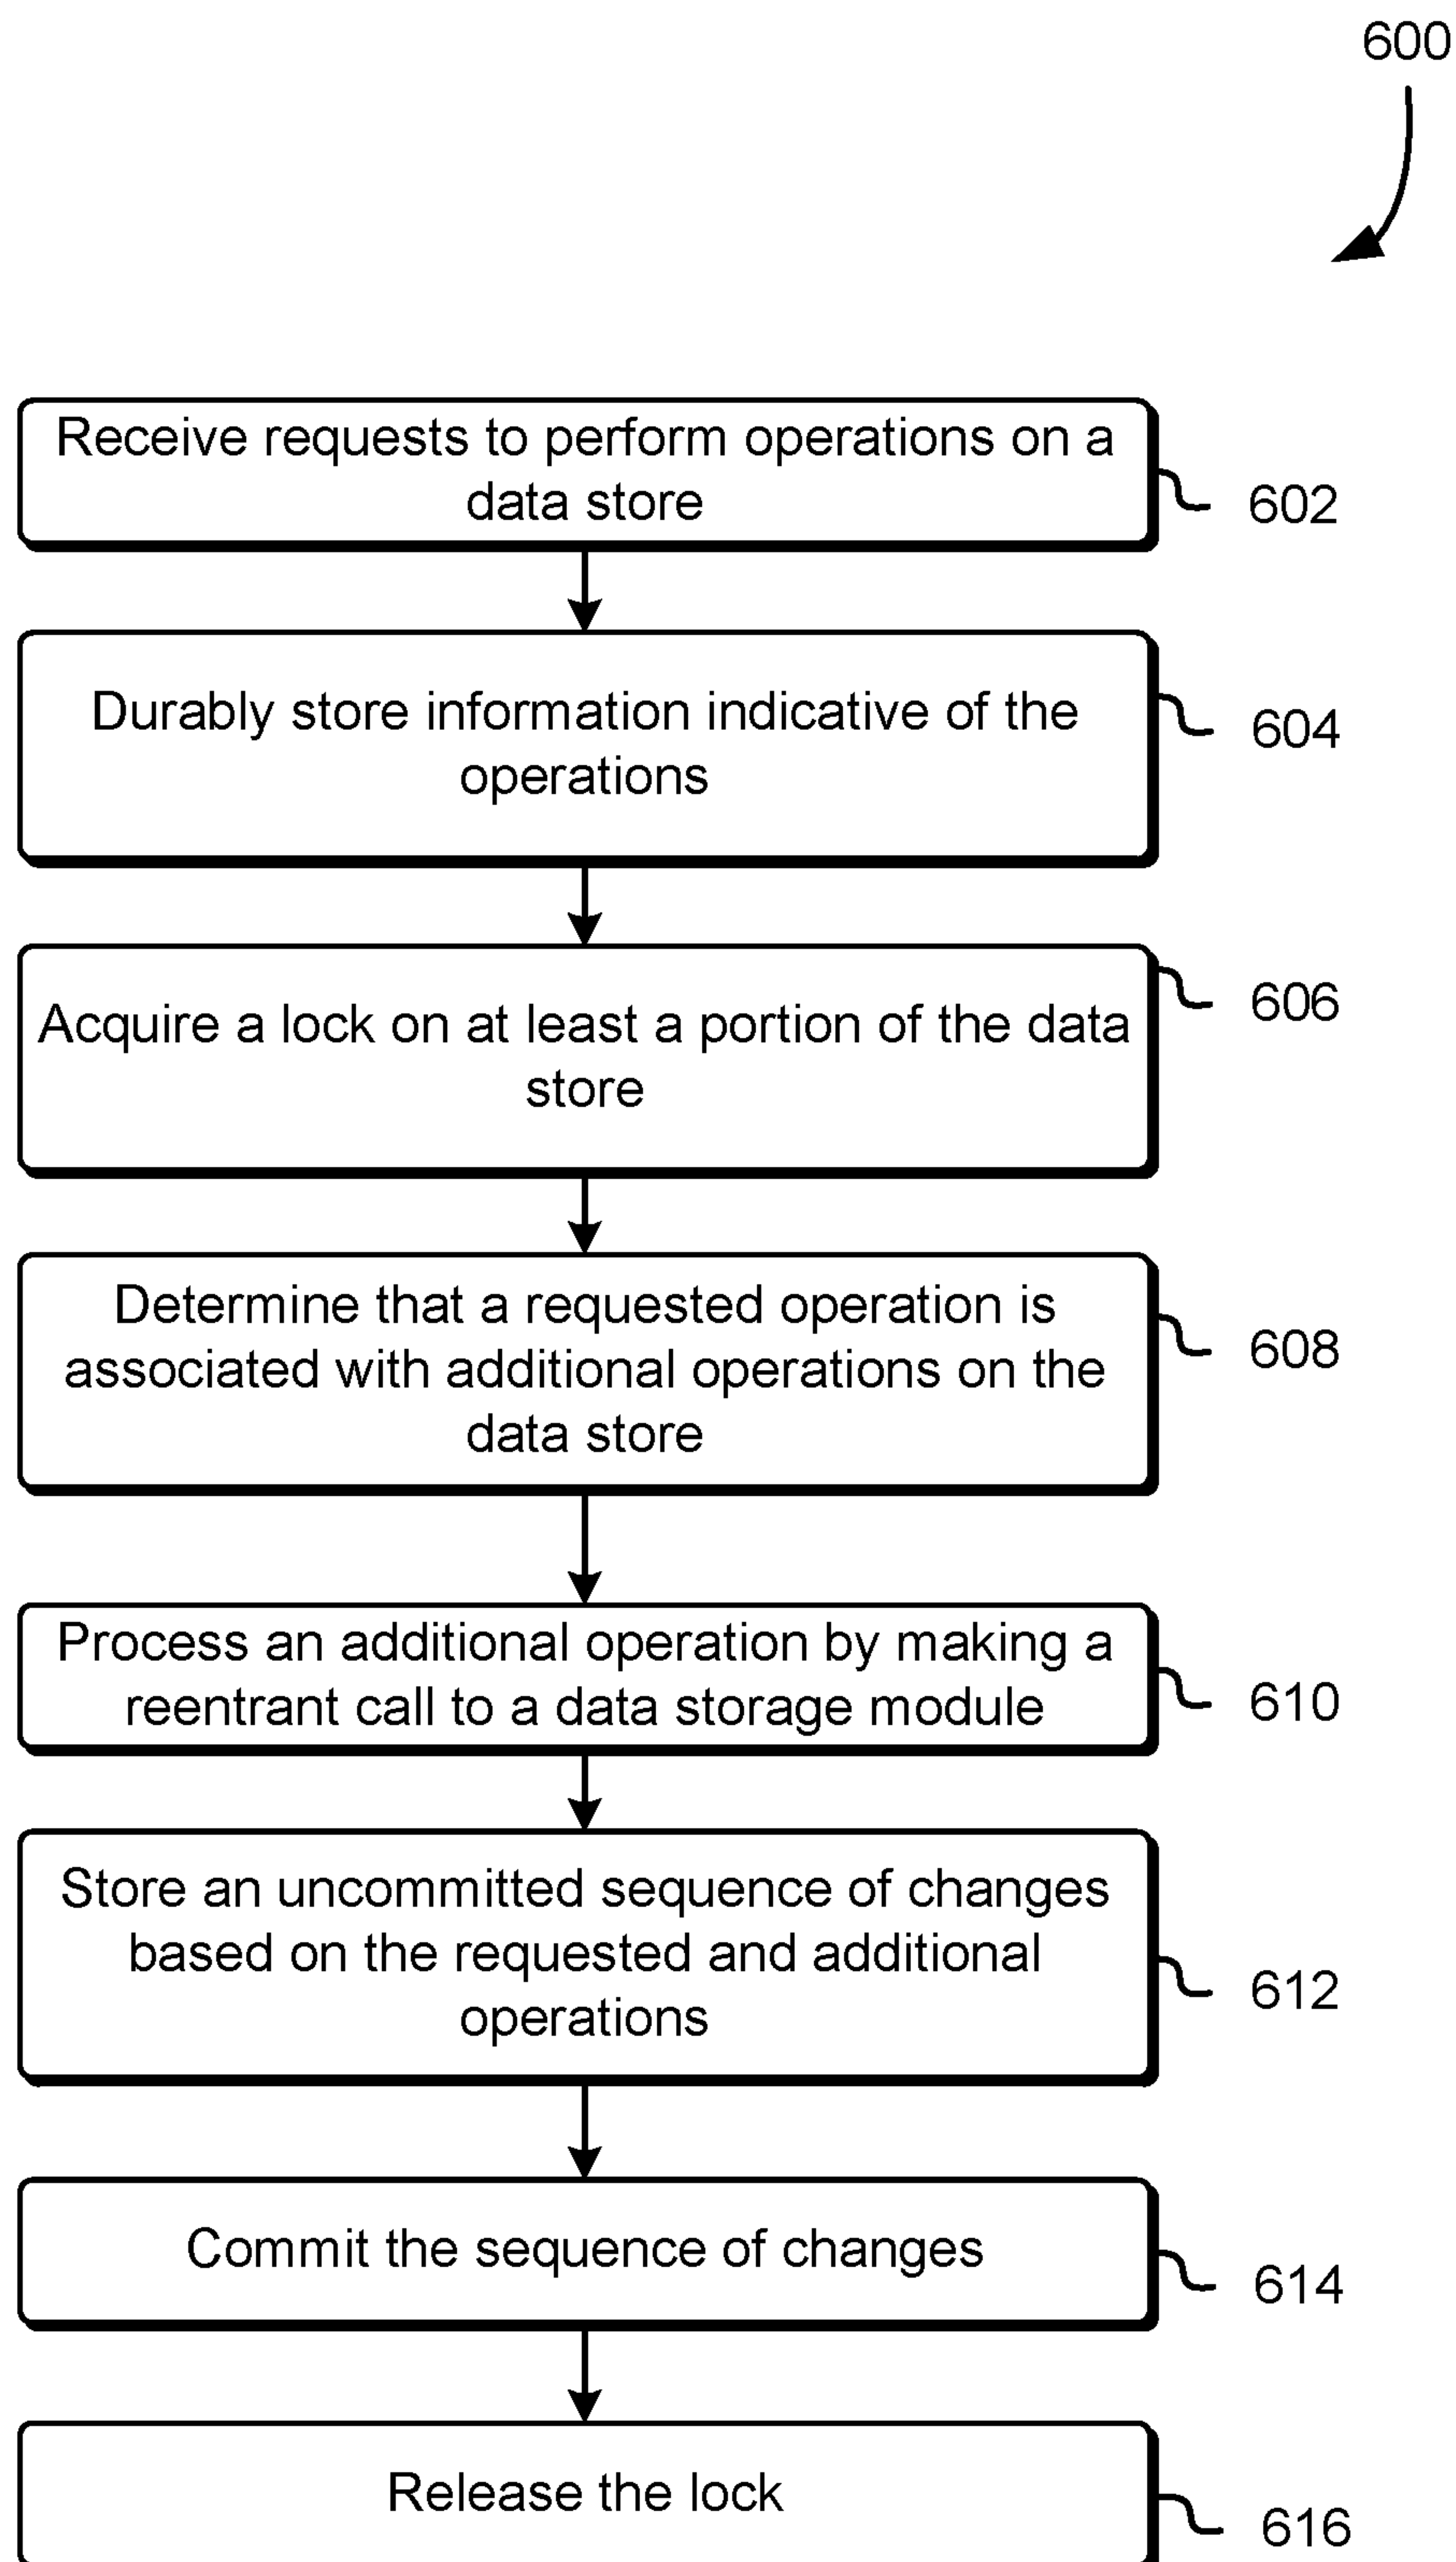 600
Receive requests to perform operations on a
data store
602
Durably store information indicative of the
operations
604
Acquire a lock on at least a portion of the data
store
606
Determine that a requested operation is
associated with additional operations on the
data store
608
Process an additional operation by making a
reentrant call to a data storage module
610
Store an uncommitted sequence of changes
based on the requested and additional
operations
612
Commit the sequence of changes
614
Release the lock
616